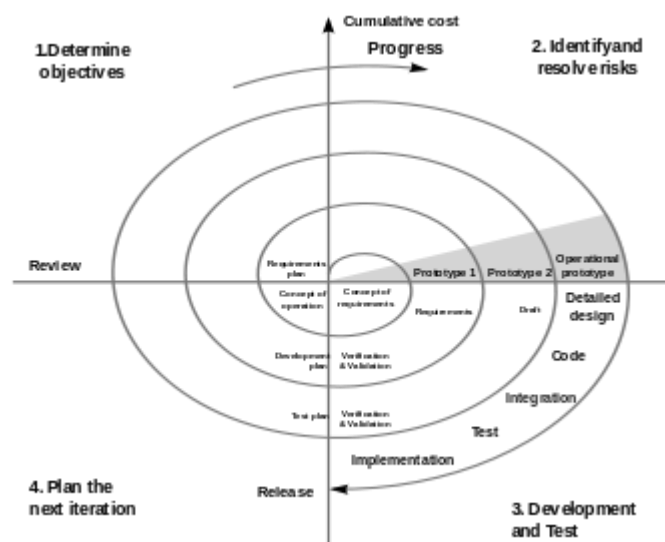 Cumulative cost
Progress
1.Determine
objectives
2. Identify and
resolve risks
Review
Requirements
plan
Prototype 1
Prototype 2
Operational
prototype
Concept of
operation
Concept of
requirements
Requirements
Draft
Detailed
design
Development
plan
Verification
& Validation
Code
Integration
Test plan
Verification
& Validation
Test
Implementation
Release
4. Plan the
next iteration
3. Development
and Test